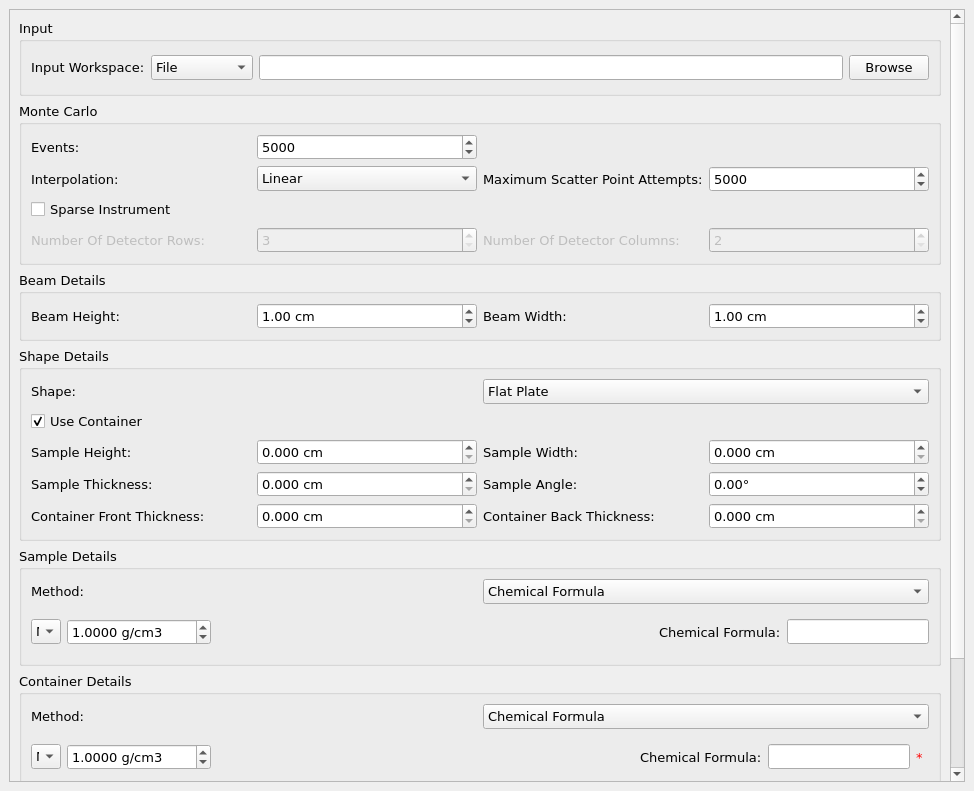 Input
Input Workspace: File Browse
Monte Carlo
Events: 5000
Interpolation: Linear Maximum Scatter Point Attempts: 5000
Sparse Instrument
Number Of Detector Rows: 3 Number Of Detector Columns: 2
Beam Details
Beam Height: 1.00 cm Beam Width: 1.00 cm
Shape Details
Shape: Flat Plate
Use Container
Sample Height: 0.000 cm Sample Width: 0.000 cm
Sample Thickness: 0.000 cm Sample Angle: 0.00°
Container Front Thickness: 0.000 cm Container Back Thickness: 0.000 cm
Sample Details
Method: Chemical Formula
1.0000 g/cm3 Chemical Formula:
Container Details
Method: Chemical Formula
1.0000 g/cm3 Chemical Formula: *